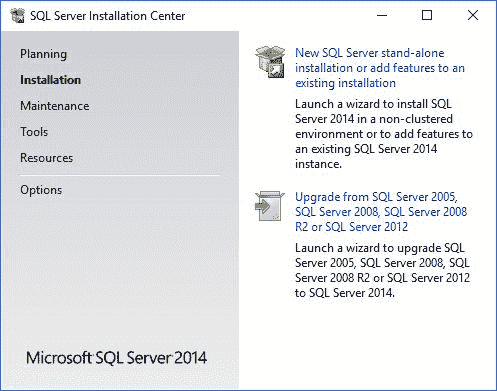 SQL Server Installation Center
Planning
Installation
Maintenance
Tools
Resources
Options
Microsoft SQL Server 2014
New SQL Server stand-alone
installation or add features to an
existing installation
Launch a wizard to install SQL
Server 2014 in a non-clustered
environment or to add features to
an existing SQL Server 2014
instance.
Upgrade from SQL Server 2005,
SQL Server 2008, SQL Server 2008
R2 or SQL Server 2012
Launch a wizard to upgrade SQL
Server 2005, SQL Server 2008, SQL
Server 2008 R2 or SQL Server 2012
to SQL Server 2014.